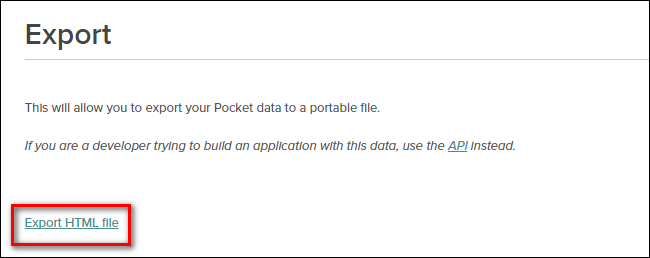 Export
This will allow you to export your Pocket data to a portable file.
If you are a developer trying to build an application with this data, use the API instead.
Export HTML file